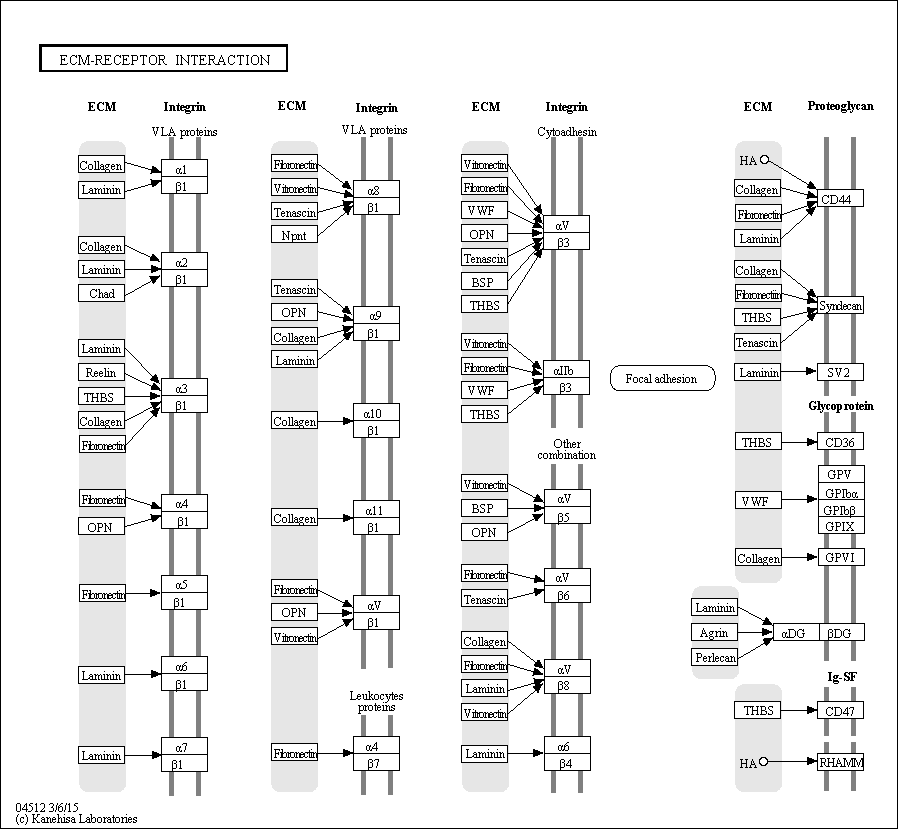 ECM-RECEPTOR INTERACTION
ECM
Integrin
VLA proteins
Collagen
Laminin
α1
β1
Collagen
Laminin
Chad
α2
β1
Laminin
Reelin
THBS
Collagen
Fibronectin
α3
β1
Fibronectin
OPN
α4
β1
Fibronectin
α5
β1
Laminin
α6
β1
Laminin
α7
β1
ECM
Integrin
VLA proteins
Fibronectin
Vitronectin
Tenascin
Npnt
α8
β1
Tenascin
OPN
Collagen
Laminin
α9
β1
Collagen
α10
β1
Collagen
α11
β1
Fibronectin
OPN
Vitronectin
αV
β1
Leukocytes
proteins
Fibronectin
α4
β7
ECM
Integrin
Cytoadhesin
Vitronectin
Fibronectin
VWF
OPN
Tenascin
BSP
THBS
αV
β3
Vitronectin
Fibronectin
VWF
THBS
αIIb
β3
Other
combination
Vitronectin
BSP
OPN
αV
β5
Fibronectin
Tenascin
αV
β6
Collagen
Fibronectin
Laminin
Vitronectin
αV
β8
Laminin
α6
β4
Focal adhesion
ECM
Proteoglycan
HA
Collagen
Fibronectin
Laminin
CD44
Collagen
Fibronectin
THBS
Tenascin
Syndecan
Laminin
SV2
Glycoprotein
THBS
CD36
VWF
GPV
GPIbα
GPIbβ
GPIX
Collagen
GPVI
Laminin
Agrin
Perlecan
αDG
βDG
Ig-SF
THBS
CD47
HA
RHAMM
04512 3/6/15
(c) Kanehisa Laboratories